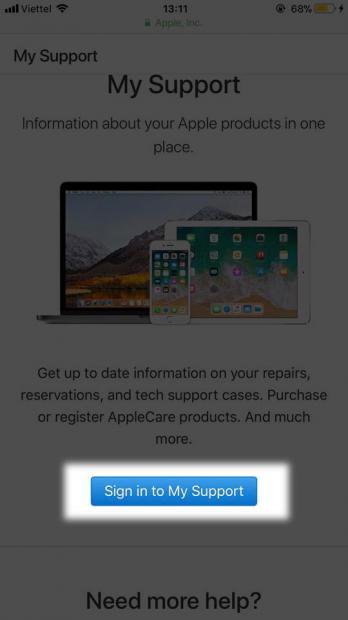 Viettel 13:11 68%
Apple, Inc.
My Support
My Support
Information about your Apple products in one
place.
Get up to date information on your repairs,
reservations, and tech support cases. Purchase
or register AppleCare products. And much
more.
Sign in to My Support
Need more help?